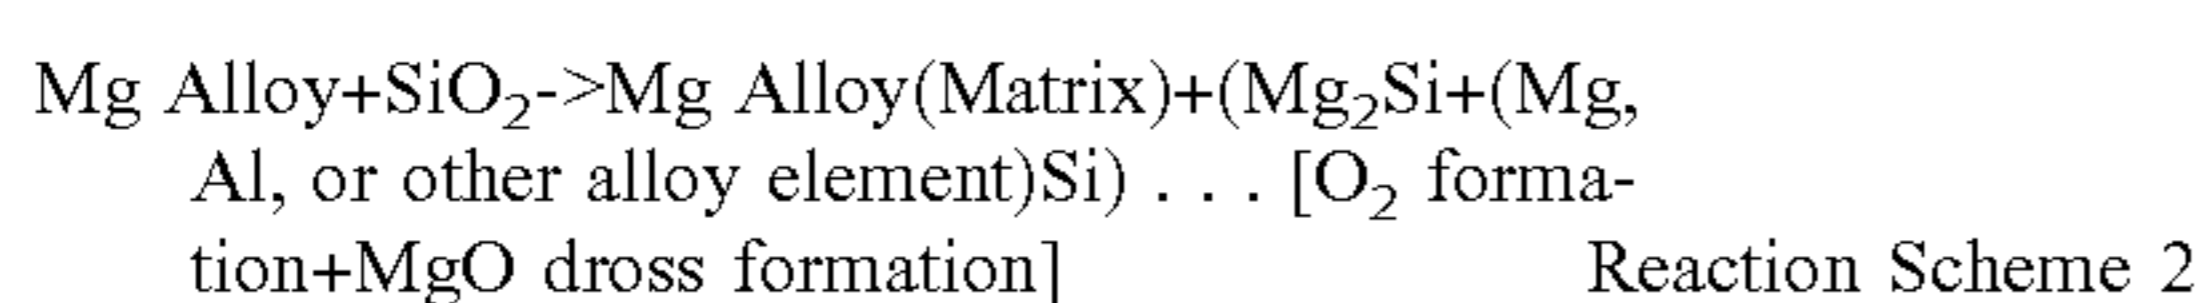 Mg Alloy+SiO₂->Mg Alloy(Matrix)+(Mg₂Si+(Mg,
Al, or other alloy element)Si) . . . [O₂ forma-
tion+MgO dross formation] Reaction Scheme 2